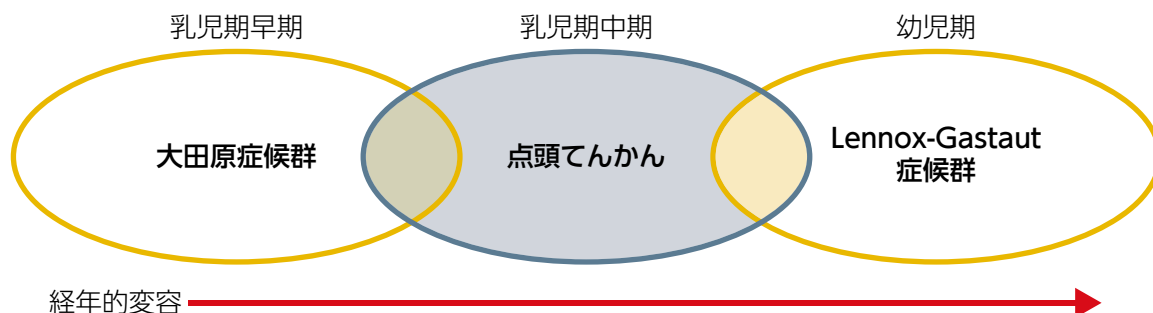 乳児期早期
乳児期中期
幼児期
大田原症候群
点頭てんかん
Lennox-Gastaut
症候群
経年的変容